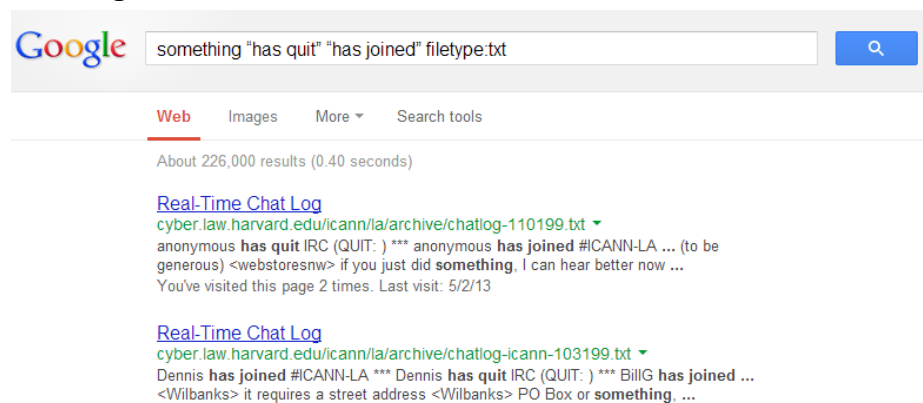 Google something “has quit” “has joined” filetype:txt
Web Images More Search tools
About 226,000 results (0.40 seconds)
Real-Time Chat Log
cyber.law.harvard.edu/icann/la/archive/chatlog-110199.txt
anonymous has quit IRC (QUIT: ) *** anonymous has joined #ICANN-LA ... (to be
generous) <webstoresnw> if you just did something, I can hear better now ...
You've visited this page 2 times. Last visit: 5/2/13
Real-Time Chat Log
cyber.law.harvard.edu/icann/la/archive/chatlog-icann-103199.txt
Dennis has joined #ICANN-LA *** Dennis has quit IRC (QUIT: ) *** BillG has joined ...
<Wilbanks> it requires a street address <Wilbanks> PO Box or something, ...